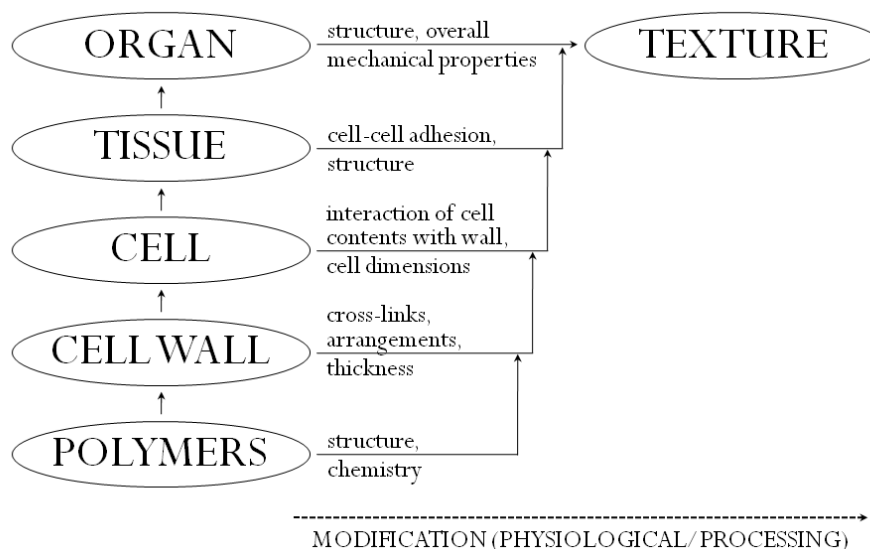 ORGAN
structure, overall
mechanical properties
TEXTURE
TISSUE
cell-cell adhesion,
structure
CELL
interaction of cell
contents with wall,
cell dimensions
CELL WALL
cross-links,
arrangements,
thickness
POLYMERS
structure,
chemistry
MODIFICATION (PHYSIOLOGICAL/PROCESSING)